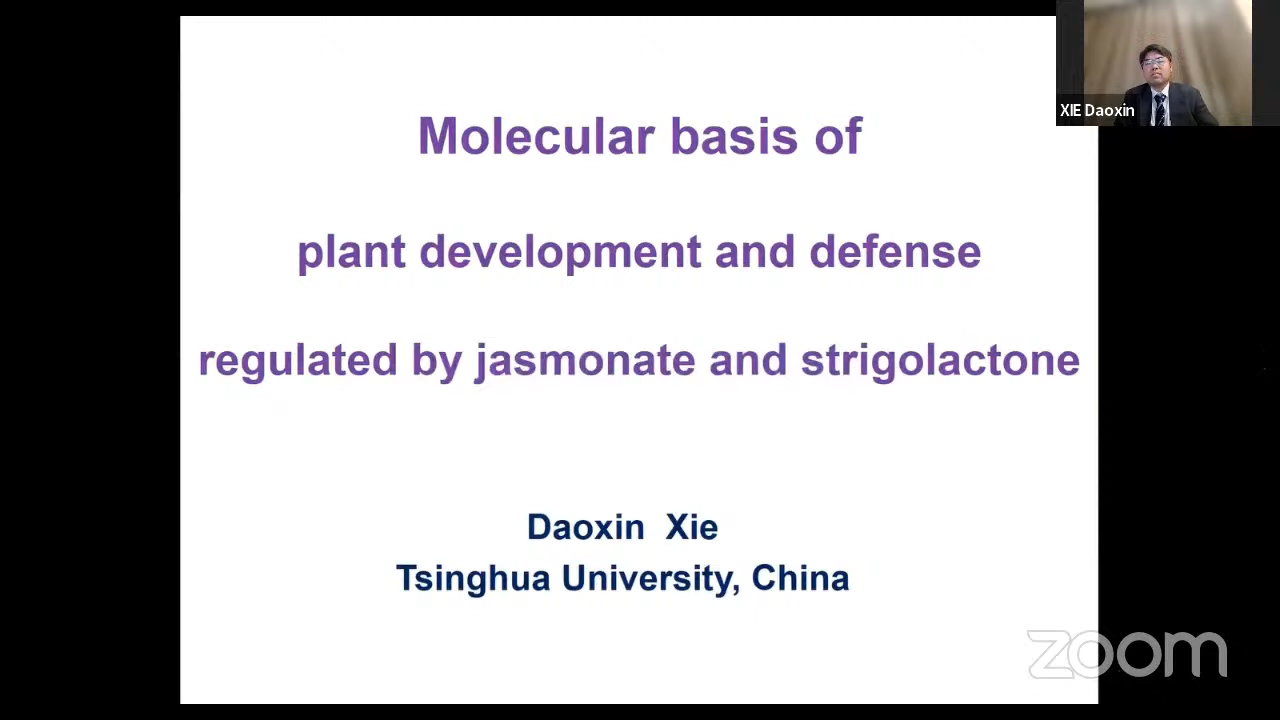 Molecular basis of
plant development and defense
regulated by jasmonate and strigolactone
Daoxin Xie
Tsinghua University, China
XIE Daoxin
zoom